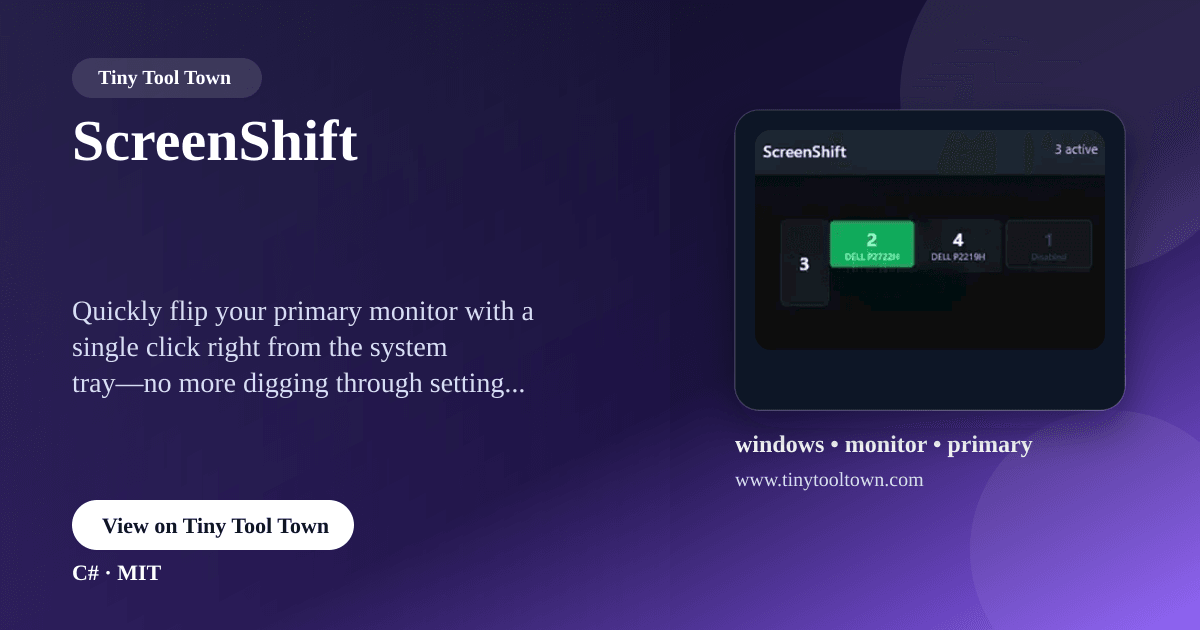 Tiny Tool Town
ScreenShift
Quickly flip your primary monitor with a
single click right from the system
tray—no more digging through setting...
View on Tiny Tool Town
C# · MIT
ScreenShift
3 active
3
2
DELL P2722H
4
DELL P2219H
1
Disabled
windows • monitor • primary
www.tinytooltown.com